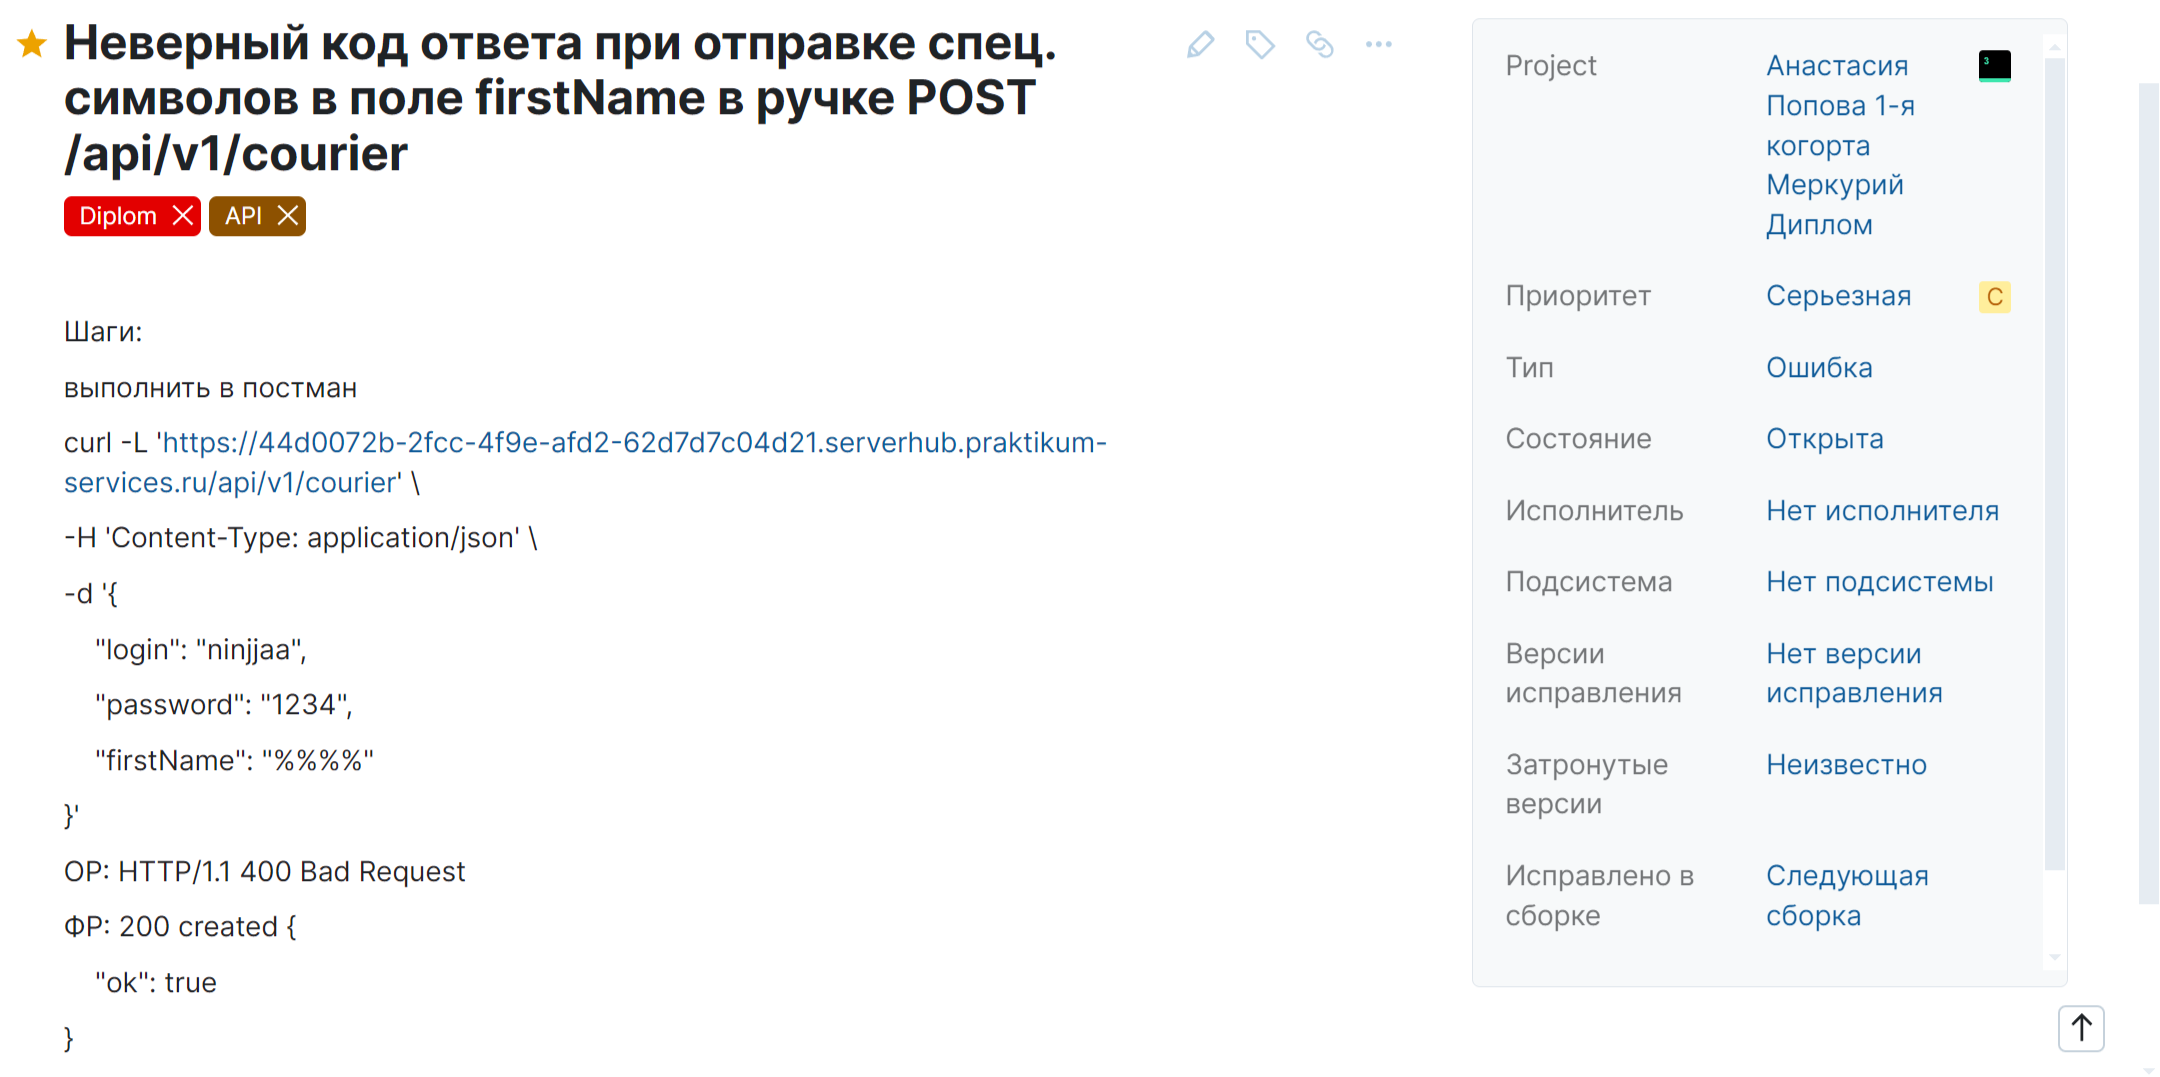 Неверный код ответа при отправке спец.
символов в поле firstName в ручке POST
/api/v1/courier
Diplom
API
Шаги:
выполнить в постман
curl -L 'https://44d0072b-2fcc-4f9e-afd2-62d7d7c04d21.serverhub.praktikum-
services.ru/api/v1/courier' \
-H 'Content-Type: application/json' \
-d '{
"login": "ninjjaa",
"password": "1234",
"firstName": "%%%%"
}'
ОР: HTTP/1.1 400 Bad Request
ФР: 200 created {
"ok": true
}
Project
Анастасия
Попова 1-я
когорта
Меркурий
Диплом
3
Приоритет
Серьезная
С
Тип
Ошибка
Состояние
Открыта
Исполнитель
Нет исполнителя
Подсистема
Нет подсистемы
Версии
исправления
Нет версии
исправления
Затронутые
версии
Неизвестно
Исправлено в
сборке
Следующая
сборка